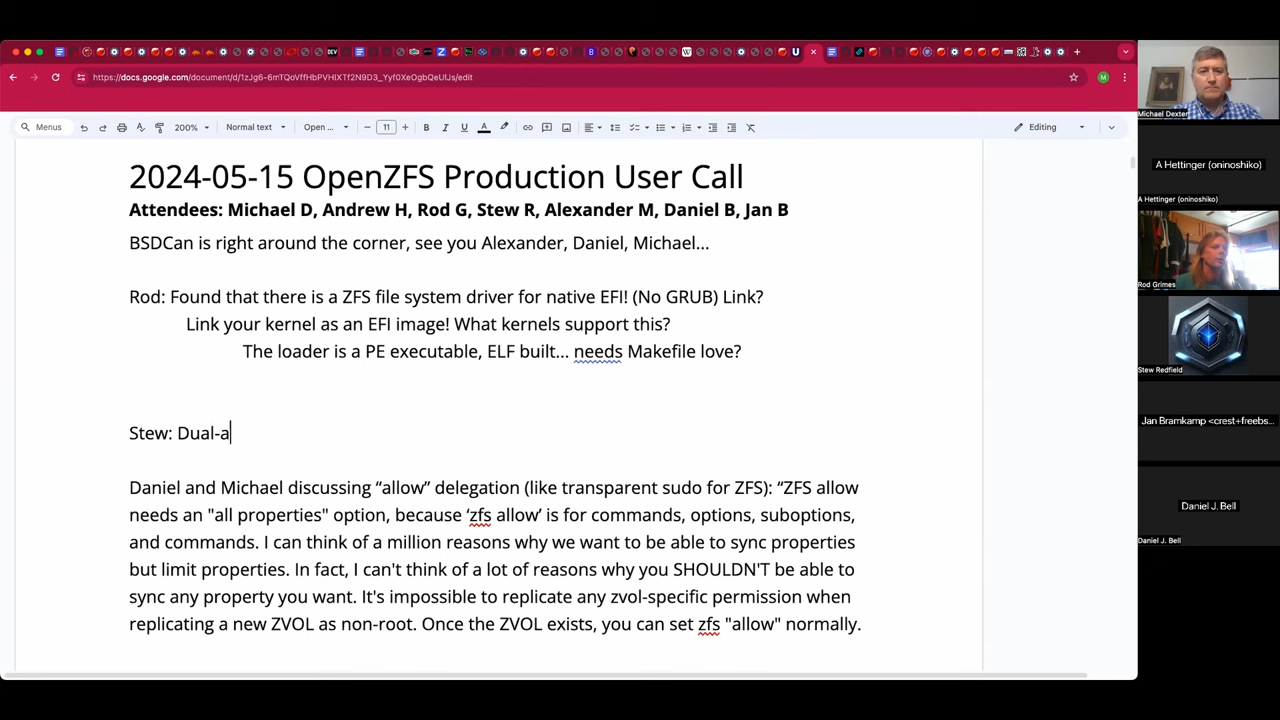 https://docs.google.com/document/d/1zJg6-6mTQoVffHbPVHIXTf2N9D3_Yyf0XeOgbQeUIJs/edit
M
Menus
200%
Normal text
Open ...
11
Editing
2024-05-15 OpenZFS Production User Call
Attendees: Michael D, Andrew H, Rod G, Stew R, Alexander M, Daniel B, Jan B
BSDCan is right around the corner, see you Alexander, Daniel, Michael...
Rod: Found that there is a ZFS file system driver for native EFI! (No GRUB) Link?
Link your kernel as an EFI image! What kernels support this?
The loader is a PE executable, ELF built... needs Makefile love?
Stew: Dual-a
Daniel and Michael discussing “allow” delegation (like transparent sudo for ZFS): “ZFS allow
needs an "all properties" option, because ‘zfs allow’ is for commands, options, suboptions,
and commands. I can think of a million reasons why we want to be able to sync properties
but limit properties. In fact, I can't think of a lot of reasons why you SHOULDN'T be able to
sync any property you want. It's impossible to replicate any zvol-specific permission when
replicating a new ZVOL as non-root. Once the ZVOL exists, you can set zfs "allow" normally.
Michael Dexter
A Hettinger (oninoshiko)
A Hettinger (oninoshiko)
Rod Grimes
Stew Redfield
Jan Bramkamp <crest+freebs...
Daniel J. Bell
Daniel J. Bell